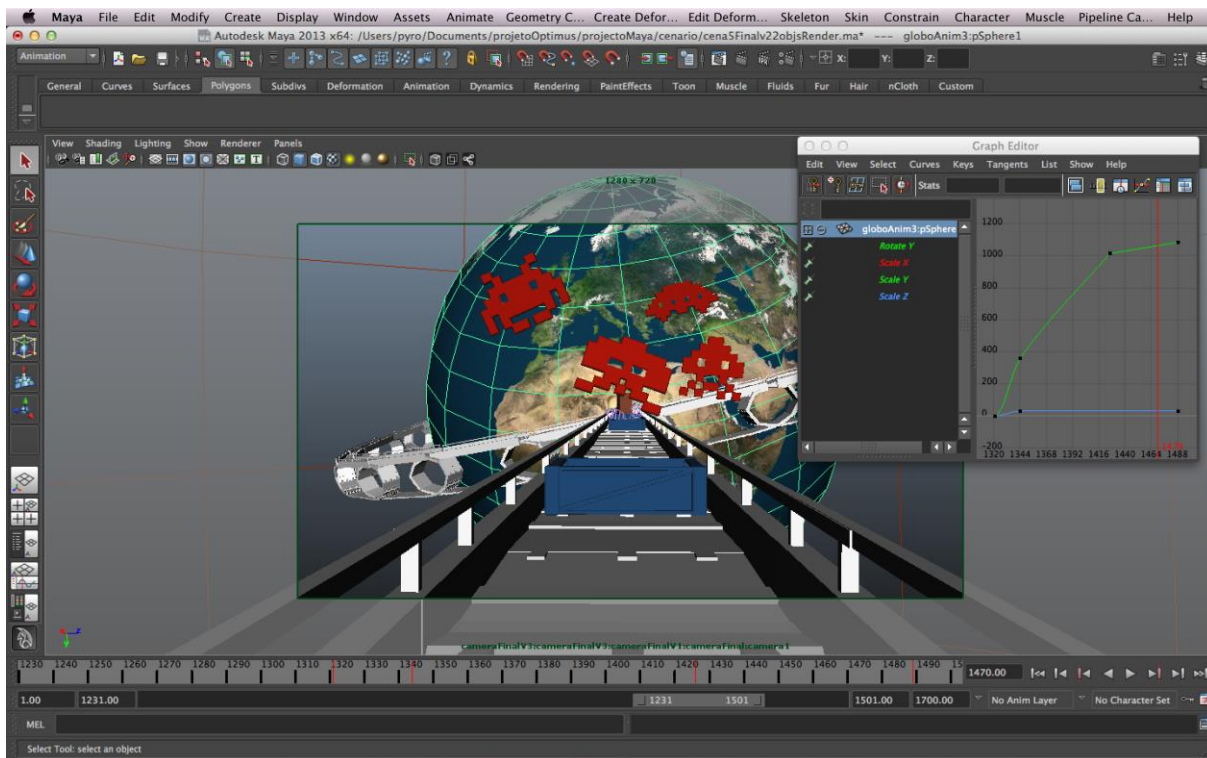 Maya File Edit Modify Create Display Window Assets Animate Geometry C... Create Defor... Edit Deform... Skeleton Skin Constrain Character Muscle Pipeline Ca... Help
Autodesk Maya 2013 x64: /Users/pyro/Documents/projetoOptimus/projectoMaya/cenario/cena5Finalv22objsRender.ma* --- globoAnim3:pSphere1
Animation X: Y: Z:
General Curves Surfaces Polygons Subdivs Deformation Animation Dynamics Rendering PaintEffects Toon Muscle Fluids Fur Hair nCloth Custom
View Shading Lighting Show Renderer Panels
1280 x 720
Graph Editor
Edit View Select Curves Keys Tangents List Show Help
Stats
globoAnim3:pSphere
Rotate Y
Scale X
Scale Y
Scale Z
1200
1000
800
600
400
200
0
-200
1470
1320 1344 1368 1392 1416 1440 1464 1488
cameraFinalV3:cameraFinalV3:cameraFinalV1:cameraFinal:camera1
1230 1240 1250 1260 1270 1280 1290 1300 1310 1320 1330 1340 1350 1360 1370 1380 1390 1400 1410 1420 1430 1440 1450 1460 1470 1480 1490 15
1470.00
1.00 1231.00 1231 1501 1501.00 1700.00 No Anim Layer No Character Set
MEL
Select Tool: select an object